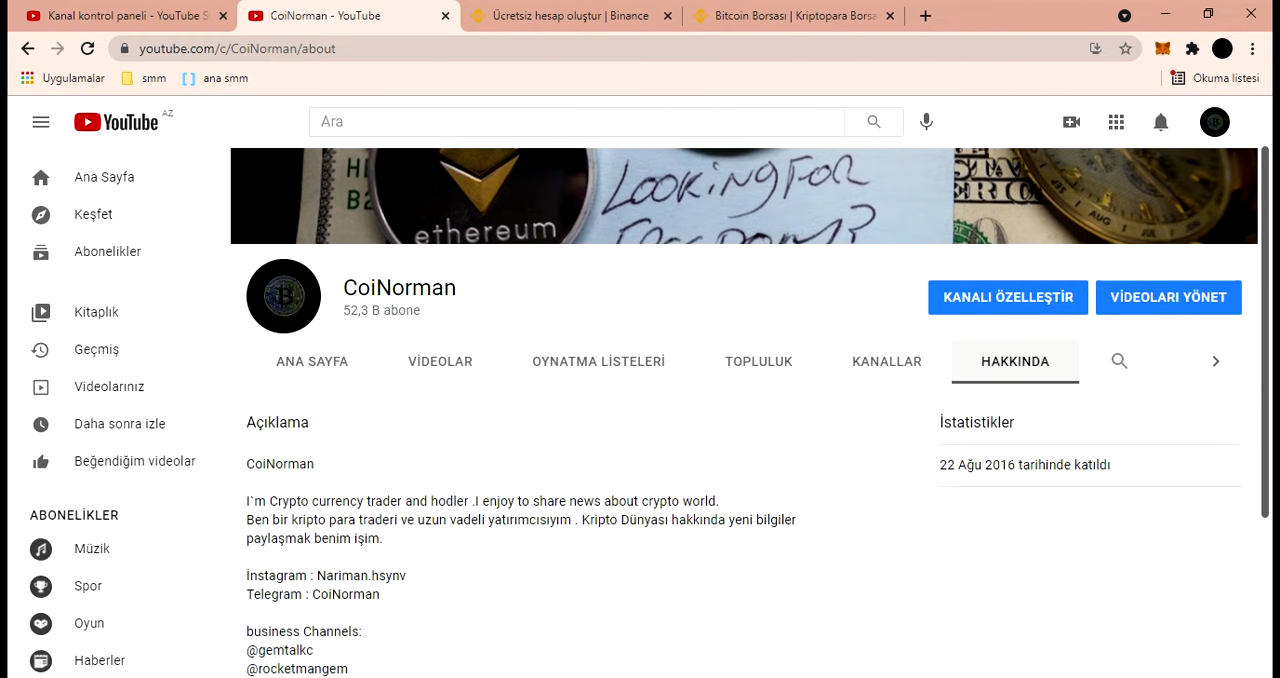 Kanal kontrol paneli - YouTube S
CoiNorman - YouTube
Ücretsiz hesap oluştur | Binance
Bitcoin Borsası | Kriptopara Borsa
youtube.com/c/CoiNorman/about
Uygulamalar
smm
ana smm
Okuma listesi
YouTube AZ
Ara
Ana Sayfa
Keşfet
Abonelikler
Kitaplık
Geçmiş
Videolarınız
Daha sonra izle
Beğendiğim videolar
ABONELİKLER
Müzik
Spor
Oyun
Haberler
ethereum
LOOKING FOR
FREEDOM?
AUG
CoiNorman
52,3 B abone
KANALI ÖZELLEŞTİR
VİDEOLARI YÖNET
ANA SAYFA
VİDEOLAR
OYNATMA LİSTELERİ
TOPLULUK
KANALLAR
HAKKINDA
Açıklama
CoiNorman
I`m Crypto currency trader and hodler .I enjoy to share news about crypto world.
Ben bir kripto para traderi ve uzun vadeli yatırımcısıyım . Kripto Dünyası hakkında yeni bilgiler
paylaşmak benim işim.
İnstagram : Nariman.hsynv
Telegram : CoiNorman
business Channels:
@gemtalkc
@rocketmangem
İstatistikler
22 Ağu 2016 tarihinde katıldı